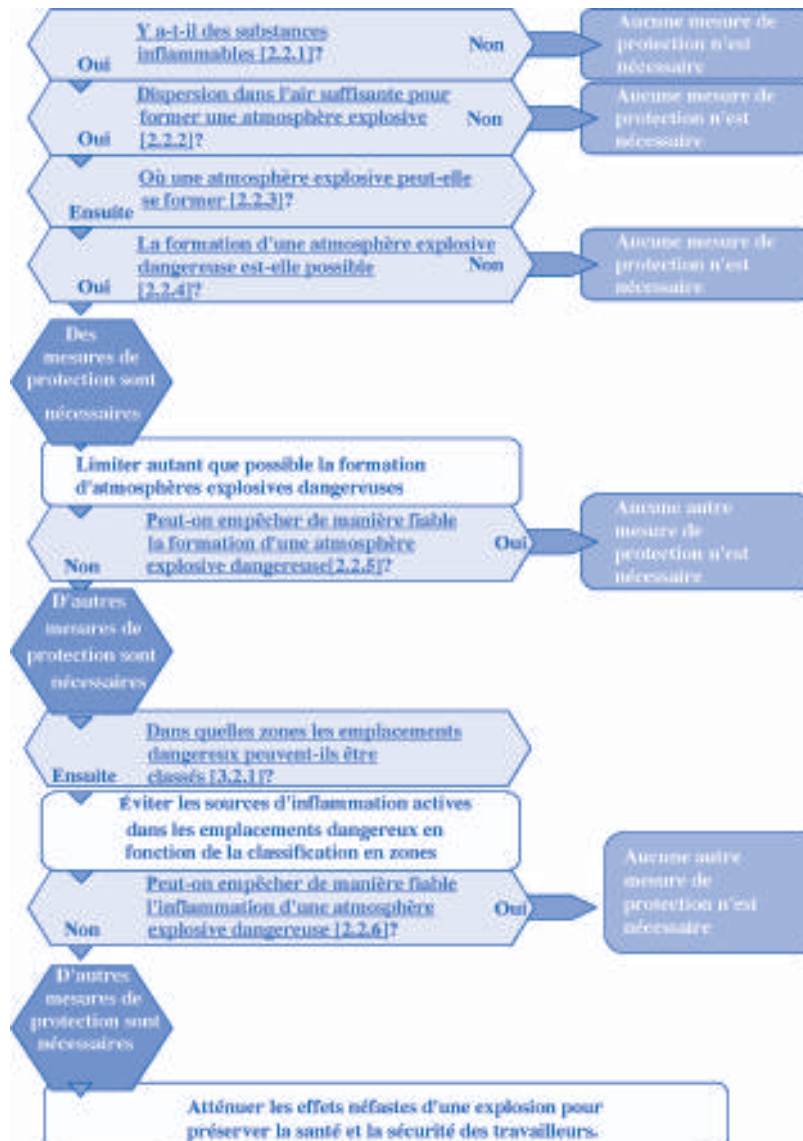 Y a-t-il des substances
inflammables [2.2.1]?
Oui
Non
Aucune mesure de
protection n'est
nécessaire
Dispersion dans l'air suffisante pour
former une atmosphère explosive
[2.2.2]?
Oui
Non
Aucune mesure de
protection n'est
nécessaire
Où une atmosphère explosive peut-elle
se former [2.2.3]?
Ensuite
La formation d'une atmosphère explosive
dangereuse est-elle possible
[2.2.4]?
Oui
Non
Aucune mesure de
protection n'est
nécessaire
Des
mesures de
protection sont
nécessaires
Limiter autant que possible la formation
d'atmosphères explosives dangereuses
Peut-on empêcher de manière fiable
la formation d'une atmosphère
explosive dangereuse[2.2.5]?
Non
Oui
Aucune autre
mesure de
protection n'est
nécessaire
D'autres
mesures de
protection sont
nécessaires
Dans quelles zones les emplacements
dangereux peuvent-ils être
classés [3.2.1]?
Ensuite
Éviter les sources d'inflammation actives
dans les emplacements dangereux en
fonction de la classification en zones
Peut-on empêcher de manière fiable
l'inflammation d'une atmosphère
explosive dangereuse [2.2.6]?
Non
Oui
Aucune autre
mesure de
protection n'est
nécessaire
D'autres
mesures de
protection sont
nécessaires
Atténuer les effets néfastes d'une explosion pour
préserver la santé et la sécurité des travailleurs.